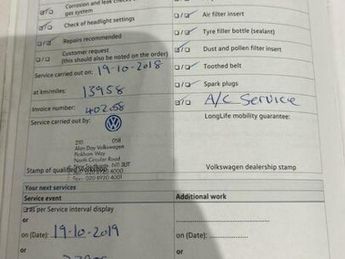 Corrosion and leak check
gas system
Check of headlight settings
Repairs recommended
Customer request
(this should also be noted on the order)
Service carried out on: 19-10-2018
at km/miles: 13958
Invoice number: 402058
Service carried out by:
Alan Day Volkswagen
Pinkham Way
North Circular Road
Stamp of qualified workshop
Air filter insert
Tyre filler bottle (sealant)
Dust and pollen filter insert
Toothed belt
Spark plugs
A/C Service
LongLife mobility guarantee:
Volkswagen dealership stamp
Your next services
Service event
Additional work
as per Service interval display
or
on (Date): 19-10-2019
or
on (Date):
or